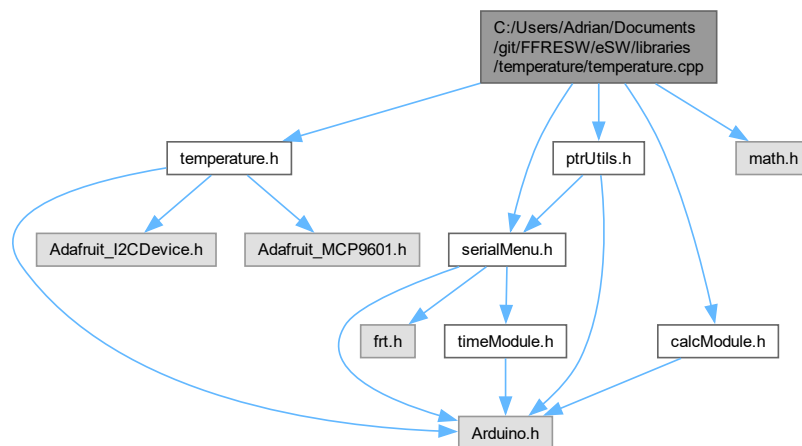 C:/Users/Adrian/Documents
/git/FFRESW/eSW/libraries
/temperature/temperature.cpp
temperature.h
ptrUtils.h
math.h
Adafruit_I2CDevice.h
Adafruit_MCP9601.h
serialMenu.h
frt.h
timeModule.h
calcModule.h
Arduino.h